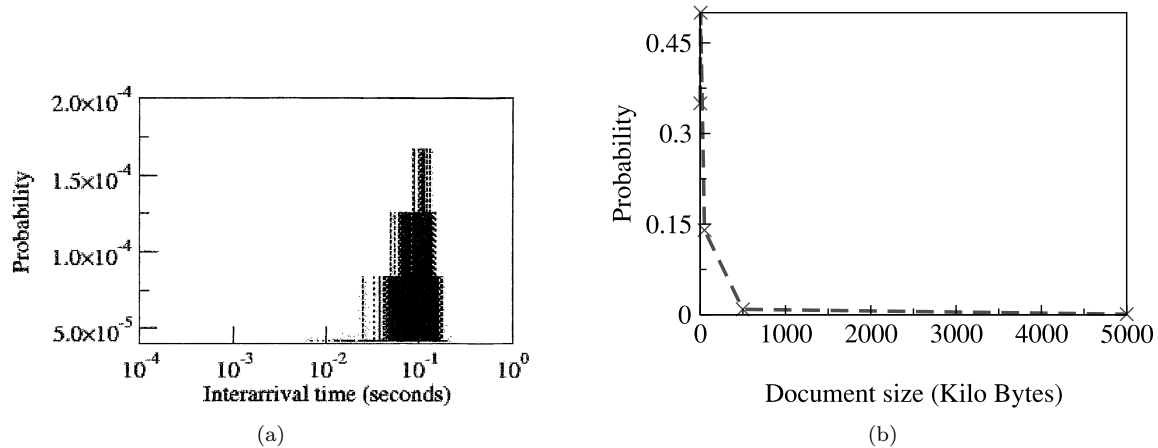 2.0×10⁻⁴
1.5×10⁻⁴
1.0×10⁻⁴
5.0×10⁻⁵
Probability
10⁻⁴ 10⁻³ 10⁻² 10⁻¹ 10⁰
Interarrival time (seconds)
(a)
0.45
0.3
0.15
0
Probability
0 1000 2000 3000 4000 5000
Document size (Kilo Bytes)
(b)